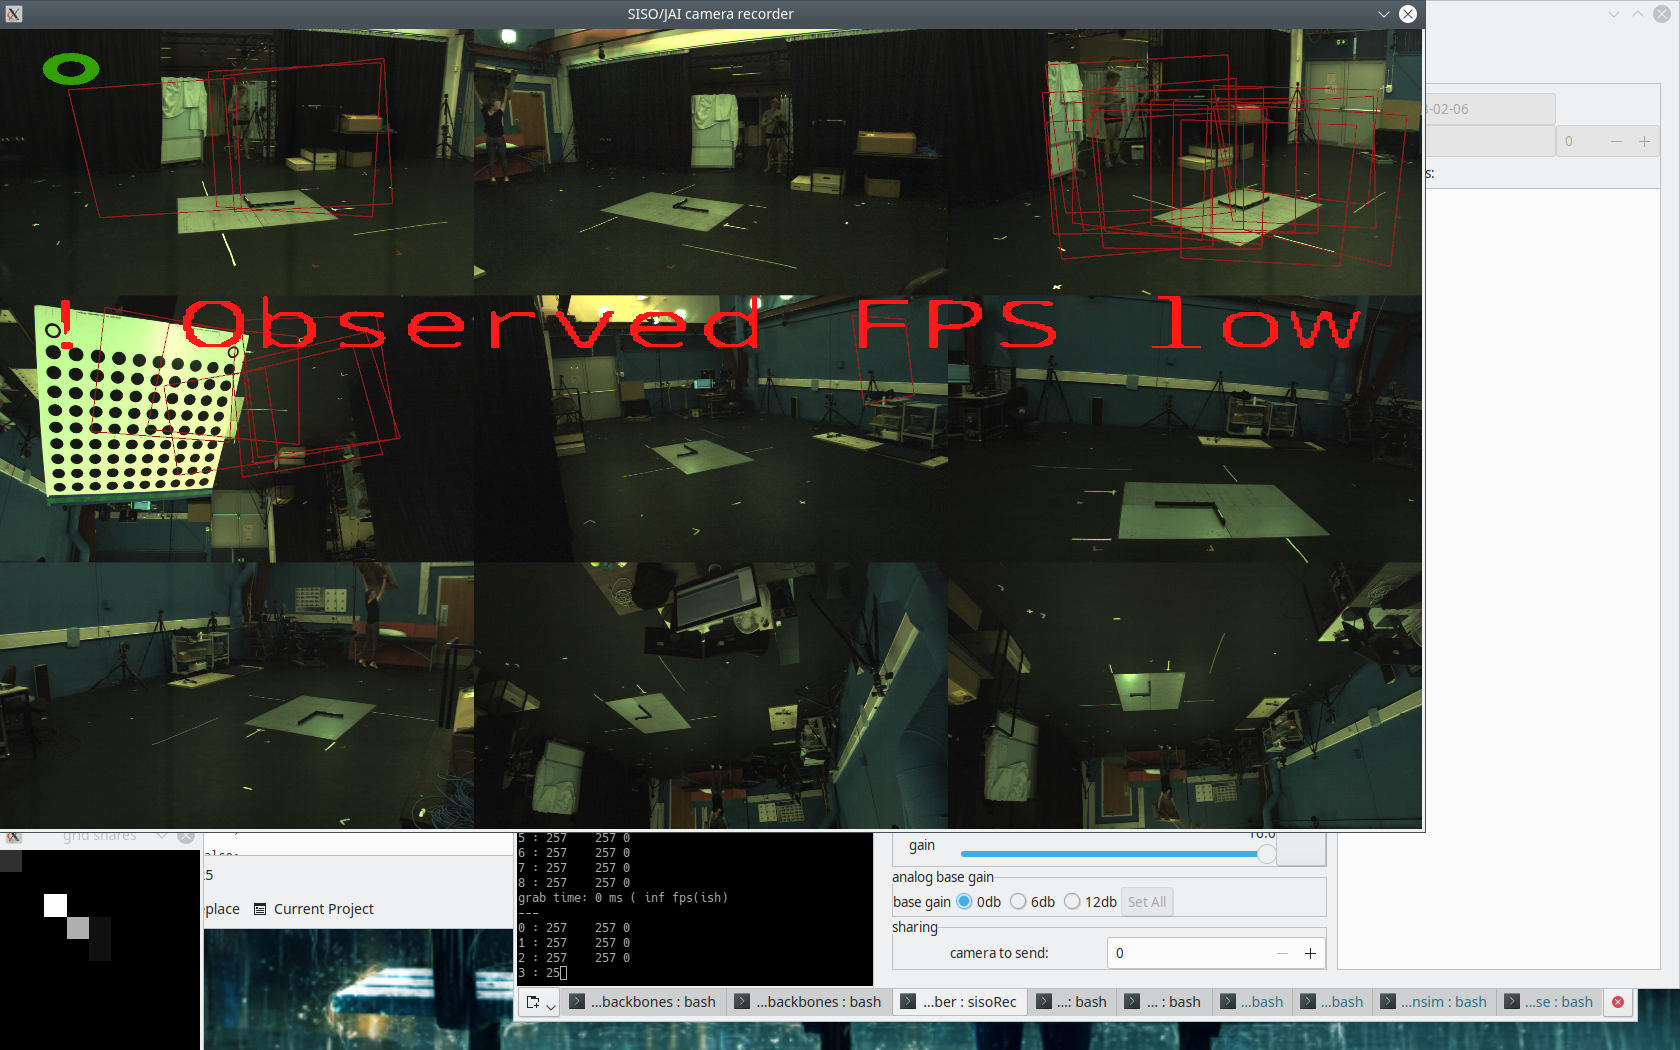 SISO/JAI camera recorder
-02-06
0
s:
! Observed FPS low
grid shares
also:
5
place
Current Project
5 : 257 257 0
6 : 257 257 0
7 : 257 257 0
8 : 257 257 0
grab time: 0 ms ( inf fps(ish)
---
0 : 257 257 0
1 : 257 257 0
2 : 257 257 0
3 : 25
gain
16.0
analog base gain
base gain 0db 6db 12db Set All
sharing
camera to send: 0
...backbones : bash
...backbones : bash
...ber : sisoRec
...: bash
... : bash
...bash
...bash
...nsim : bash
...se : bash